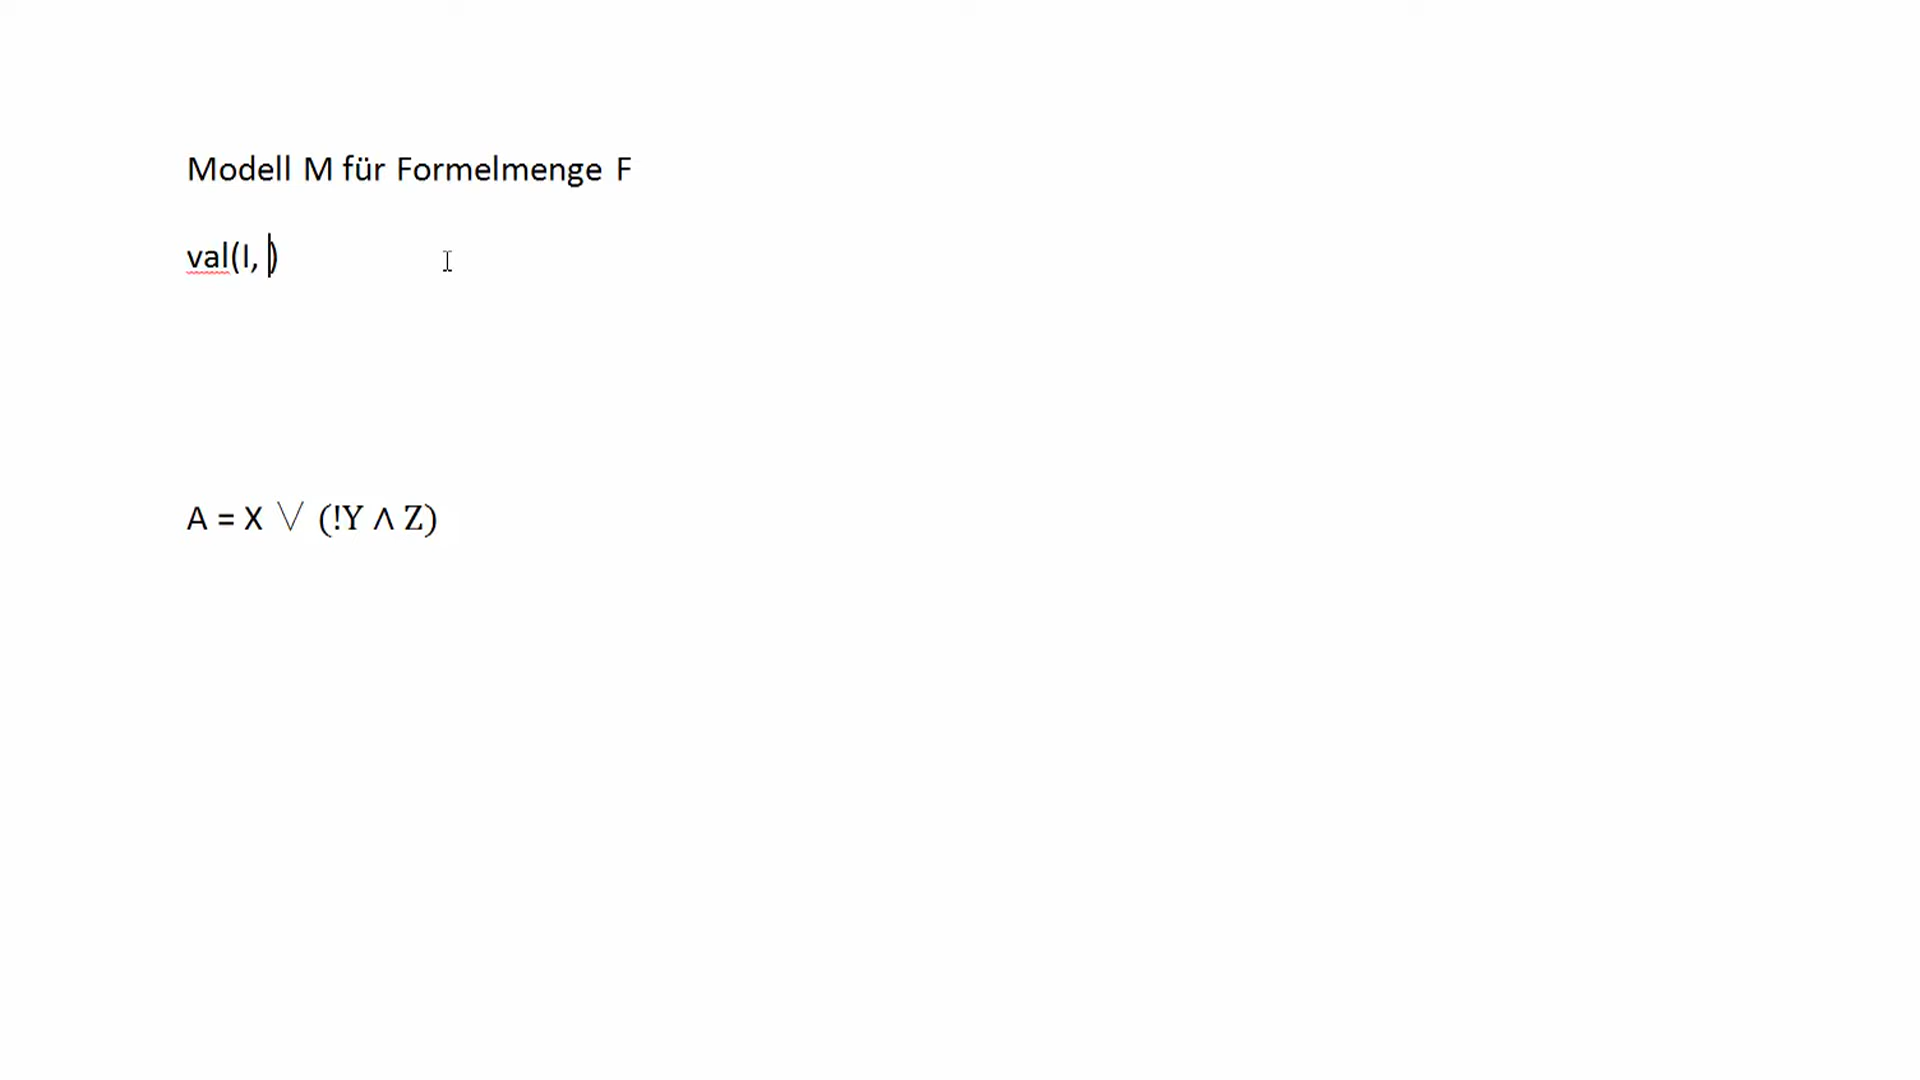 Modell M für Formelmenge F
val(I, )
A = X ∨ (!Y ∧ Z)